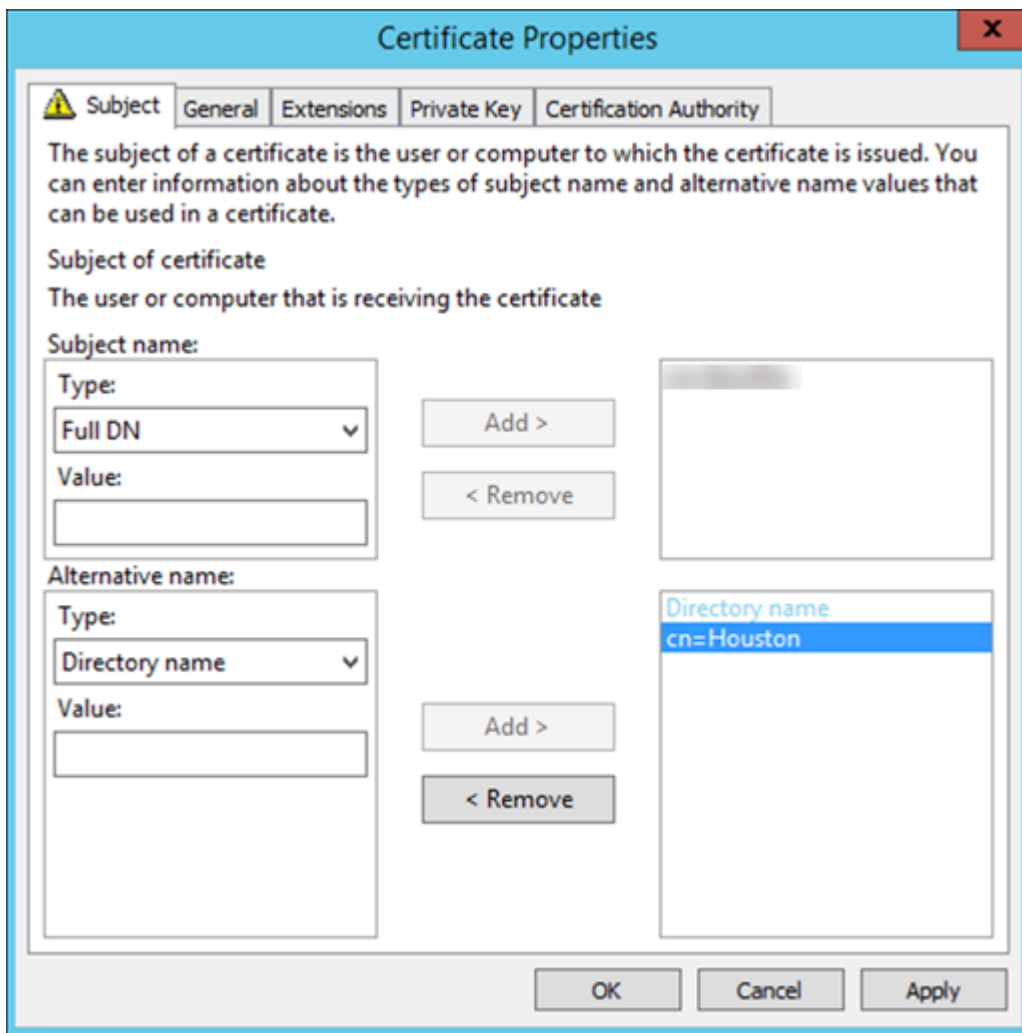 Certificate Properties
x
Subject General Extensions Private Key Certification Authority
The subject of a certificate is the user or computer to which the certificate is issued. You
can enter information about the types of subject name and alternative name values that
can be used in a certificate.
Subject of certificate
The user or computer that is receiving the certificate
Subject name:
Type:
Full DN
Add >
Value:
< Remove
Alternative name:
Type:
Directory name
Directory name
cn=Houston
Value:
Add >
< Remove
OK Cancel Apply